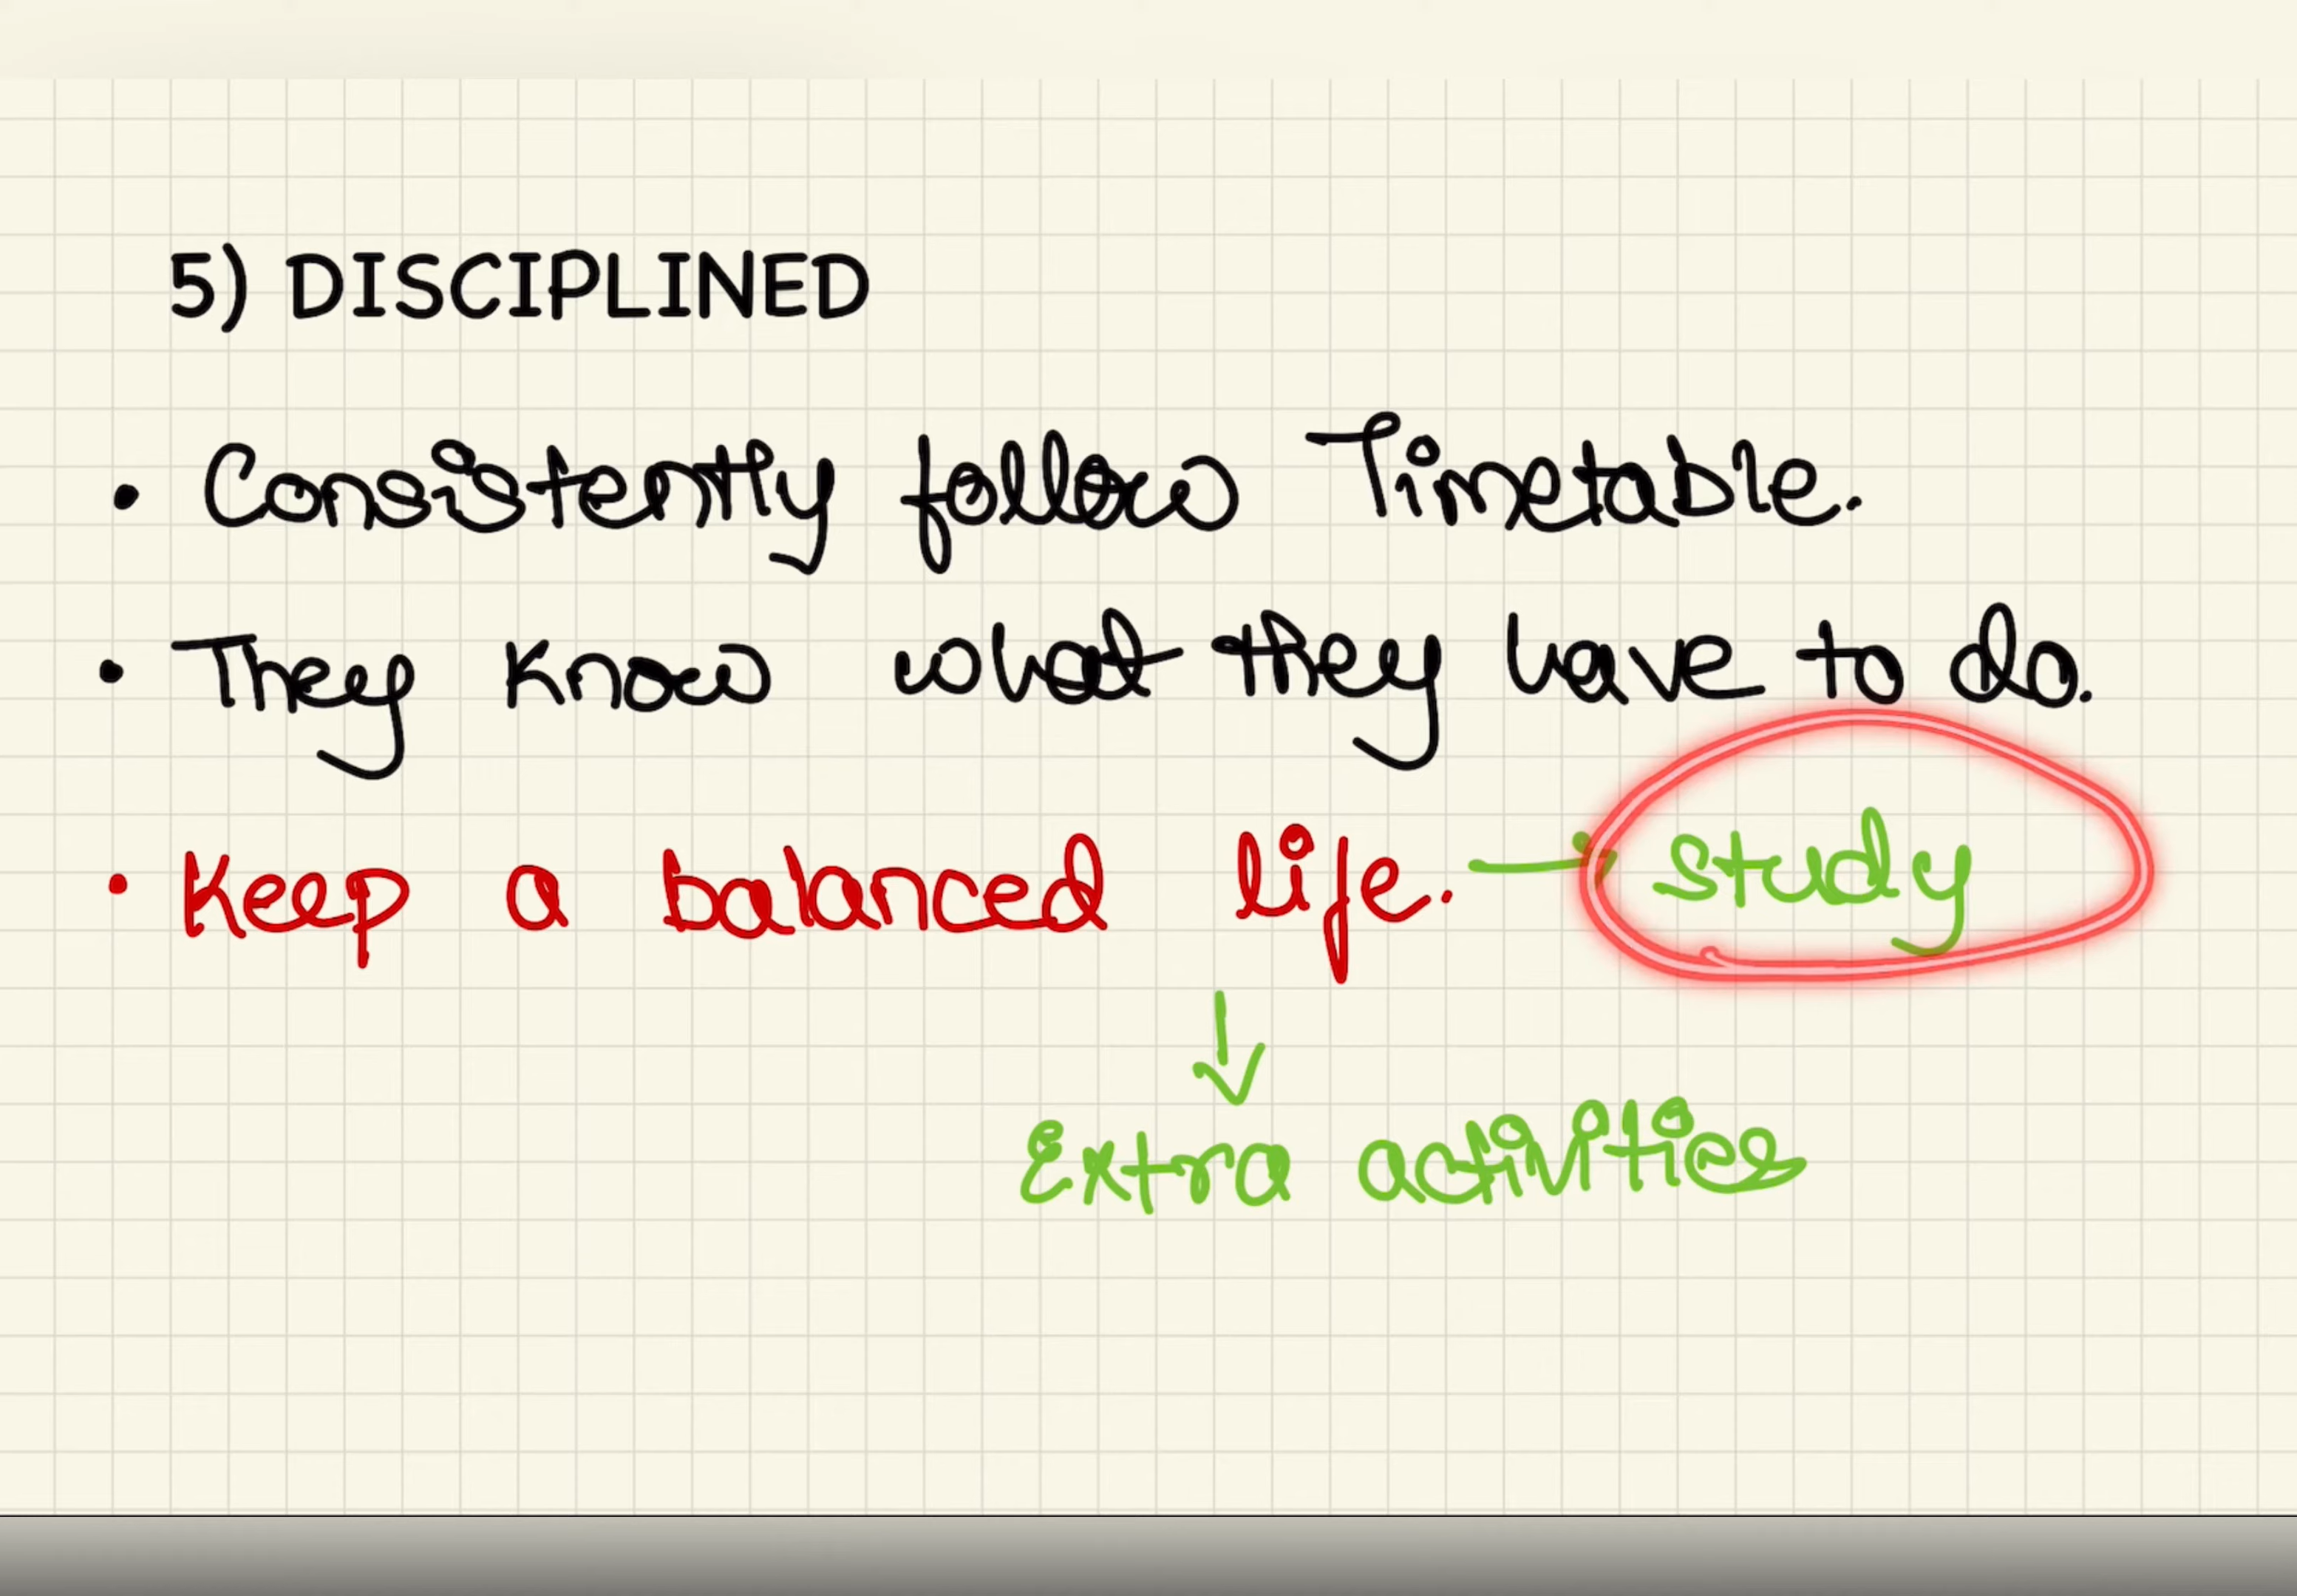 5) DISCIPLINED
• Consistently follow Timetable.
• They know what they have to do.
• Keep a balanced life. → study
↓
Extra activities